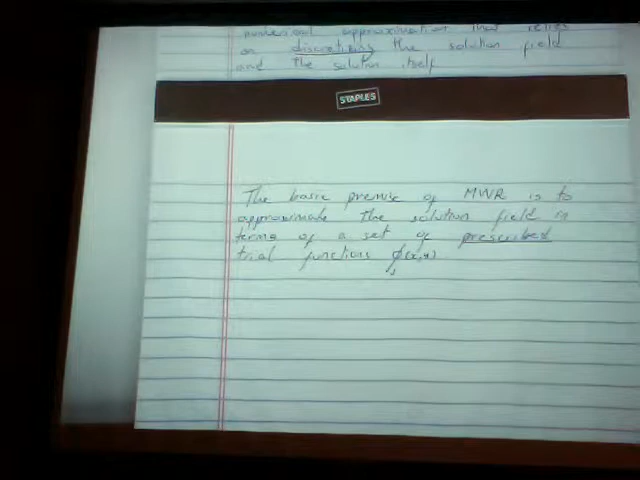 numerical approximation that relies
on discretizing the solution field
and the solution itself
STAPLES
The basic premise of MWR is to
approximate the solution field in
terms of a set of prescribed
trial functions